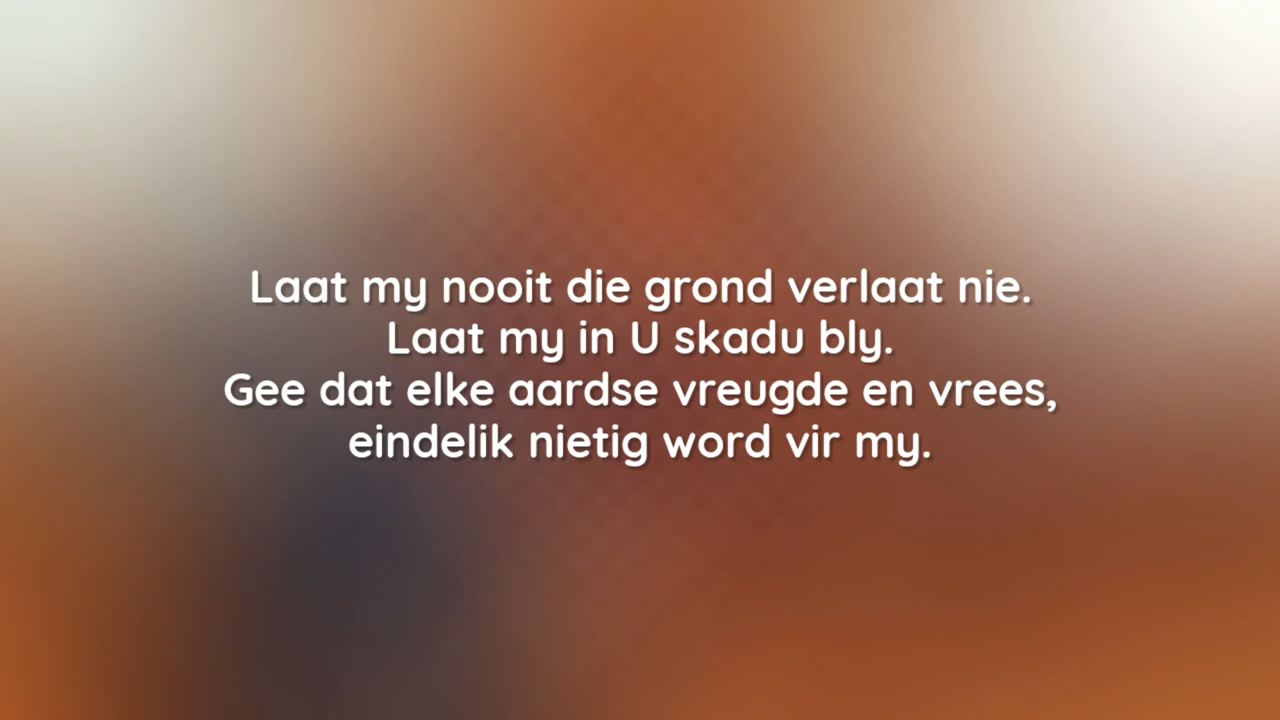 Laat my nooit die grond verlaat nie.
Laat my in U skadu bly.
Gee dat elke aardse vreugde en vrees,
eindelik nietig word vir my.